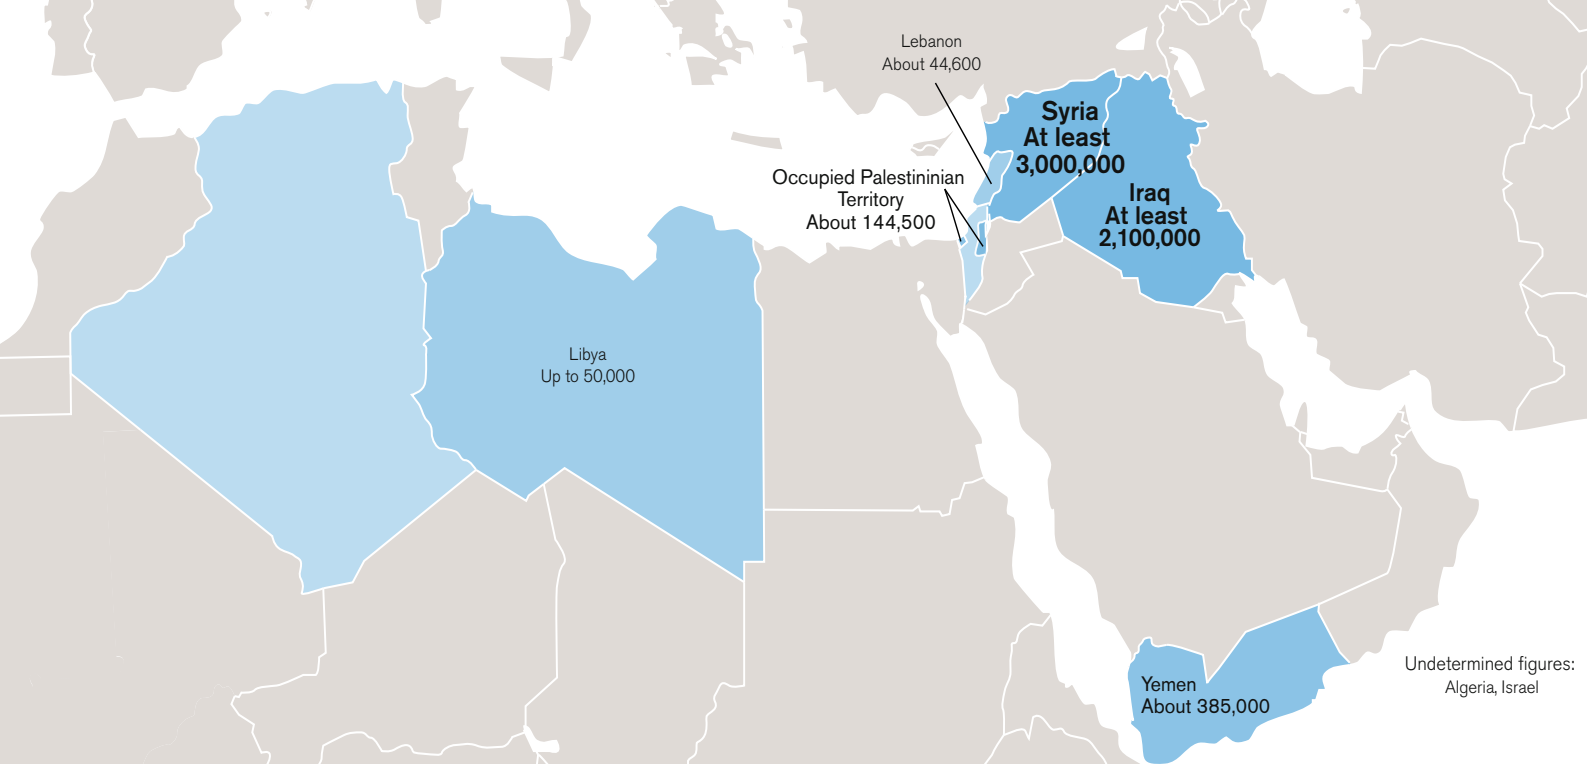 Lebanon
About 44,600
Syria
At least
3,000,000
Occupied Palestininian
Territory
About 144,500
Iraq
At least
2,100,000
Libya
Up to 50,000
Undetermined figures:
Algeria, Israel
Yemen
About 385,000